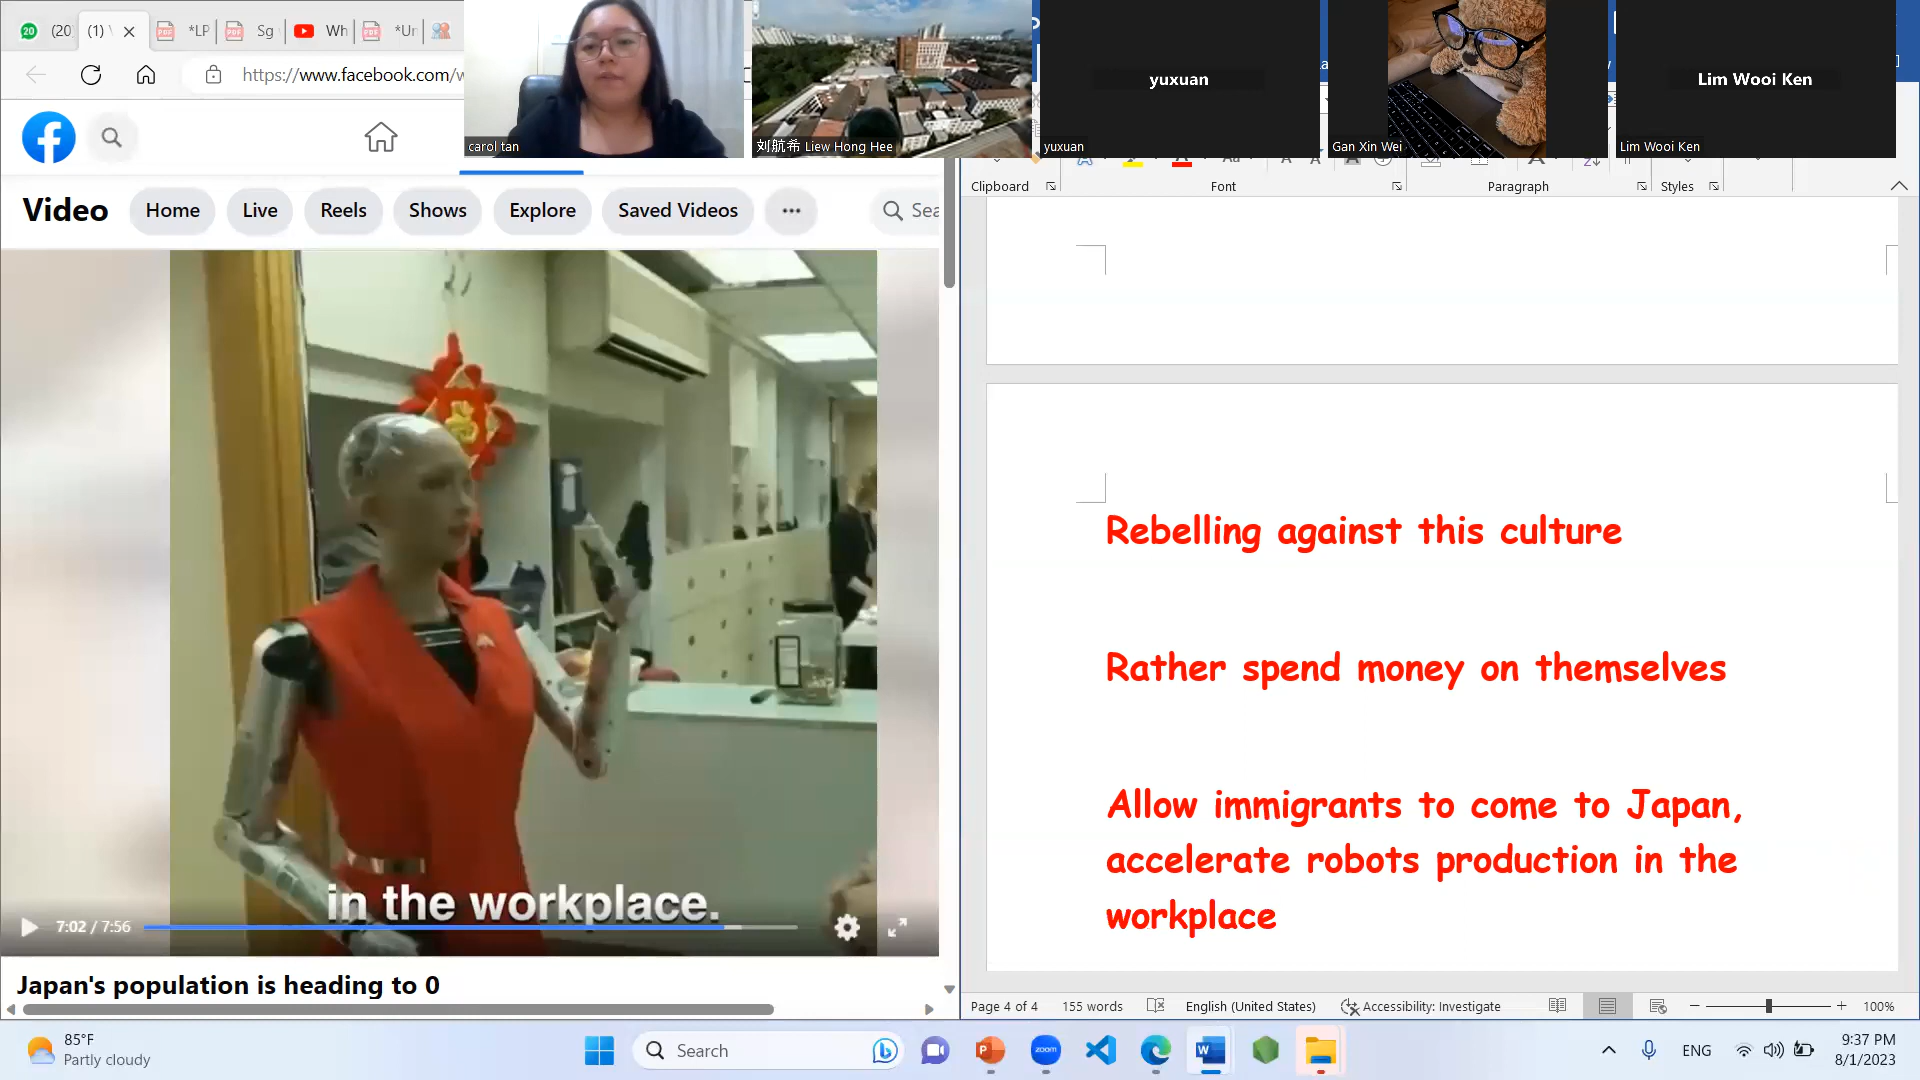 (20
(1) \
*LP
Sg
Wh
*Ur
https://www.facebook.com/w
carol tan
刘航希 Liew Hong Hee
yuxuan
yuxuan
Gan Xin Wei
Lim Wooi Ken
Lim Wooi Ken
Video
Home
Live
Reels
Shows
Explore
Saved Videos
Sea
in the workplace.
7:02 / 7:56
Japan's population is heading to 0
Clipboard
Font
Paragraph
Styles
Rebelling against this culture
Rather spend money on themselves
Allow immigrants to come to Japan,
accelerate robots production in the
workplace
Page 4 of 4
155 words
English (United States)
Accessibility: Investigate
100%
85°F
Partly cloudy
Search
zoom
ENG
9:37 PM
8/1/2023